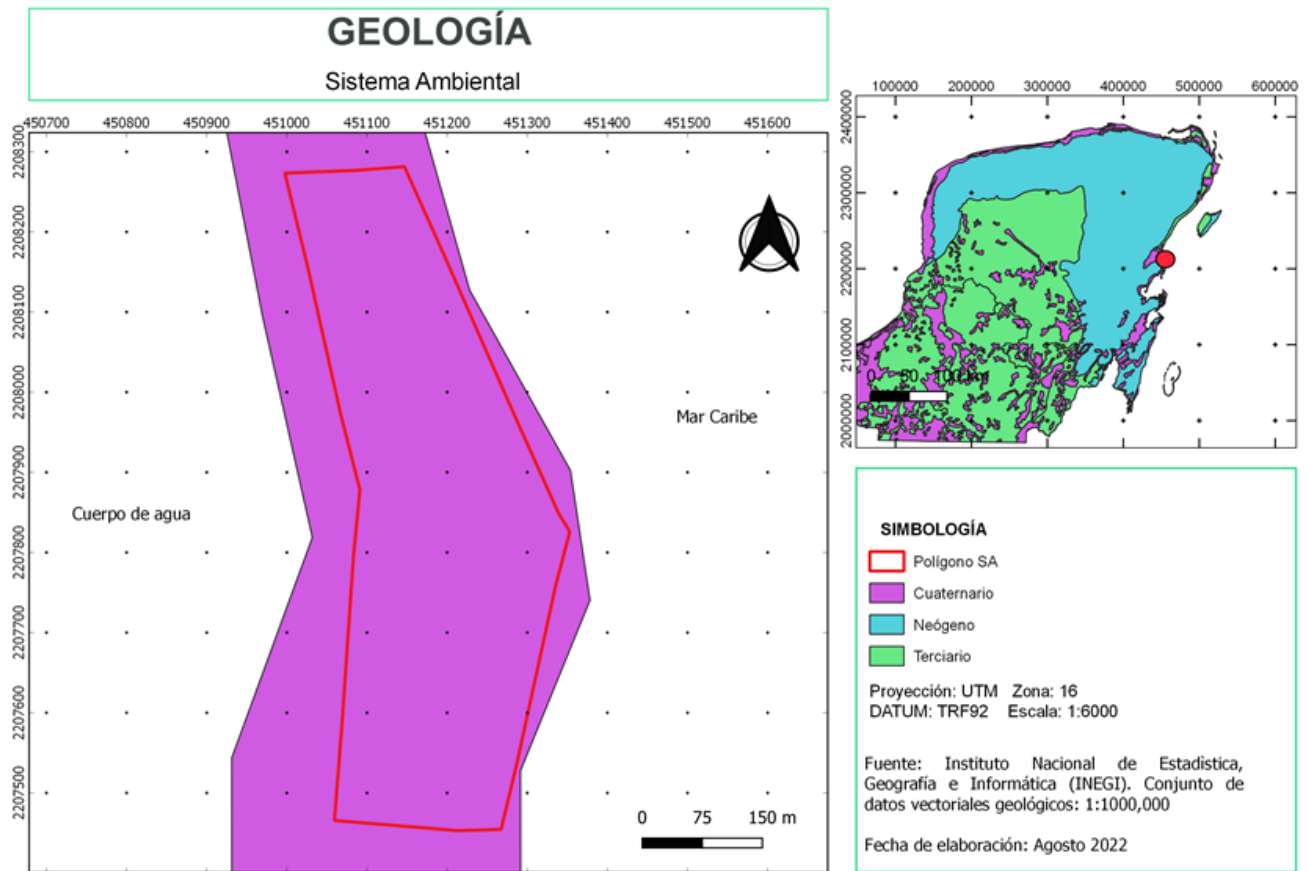 GEOLOGÍA
Sistema Ambiental
450700 450800 450900 451000 451100 451200 451300 451400 451500 451600
2208300
2208200
2208100
2208000
2207900
2207800
2207700
2207600
2207500
Cuerpo de agua
Mar Caribe
0 75 150 m
100000 200000 300000 400000 500000 600000
2400000
2300000
2200000
2100000
2000000
0 50 100 km
SIMBOLOGÍA
Polígono SA
Cuaternario
Neógeno
Terciario
Proyección: UTM Zona: 16
DATUM: TRF92 Escala: 1:6000
Fuente: Instituto Nacional de Estadìstica,
Geografía e Informática (INEGI). Conjunto de
datos vectoriales geológicos: 1:1000,000
Fecha de elaboración: Agosto 2022